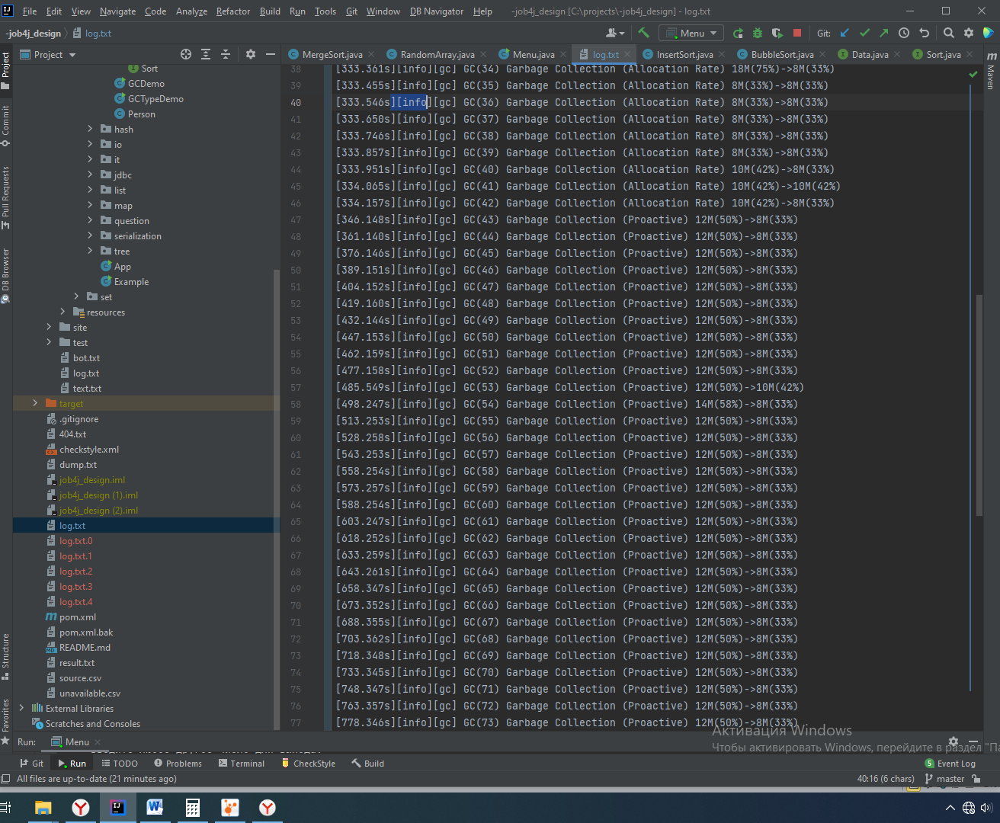 File Edit View Navigate Code Analyze Refactor Build Run Tools Git Window DB Navigator Help -job4j_design [C:\projects\-job4j_design] - log.txt
-job4j_design log.txt
Menu
Git:
Project
MergeSort.java
RandomArray.java
Menu.java
log.txt
InsertSort.java
BubbleSort.java
Data.java
Sort.java
Project
Commit
Pull Requests
DB Browser
Structure
Favorites
Maven
Sort
GCDemo
GCTypeDemo
Person
hash
io
it
jdbc
list
map
question
serialization
tree
App
Example
set
resources
site
test
bot.txt
log.txt
text.txt
target
.gitignore
404.txt
checkstyle.xml
dump.txt
job4j_design.iml
job4j_design (1).iml
job4j_design (2).iml
log.txt
log.txt.0
log.txt.1
log.txt.2
log.txt.3
log.txt.4
pom.xml
pom.xml.bak
README.md
result.txt
source.csv
unavailable.csv
External Libraries
Scratches and Consoles
38 [333.361s][info][gc] GC(34) Garbage Collection (Allocation Rate) 18M(75%)->8M(33%)
39 [333.455s][info][gc] GC(35) Garbage Collection (Allocation Rate) 8M(33%)->8M(33%)
40 [333.546s][info][gc] GC(36) Garbage Collection (Allocation Rate) 8M(33%)->8M(33%)
41 [333.650s][info][gc] GC(37) Garbage Collection (Allocation Rate) 8M(33%)->8M(33%)
42 [333.746s][info][gc] GC(38) Garbage Collection (Allocation Rate) 8M(33%)->8M(33%)
43 [333.857s][info][gc] GC(39) Garbage Collection (Allocation Rate) 8M(33%)->8M(33%)
44 [333.951s][info][gc] GC(40) Garbage Collection (Allocation Rate) 10M(42%)->8M(33%)
45 [334.065s][info][gc] GC(41) Garbage Collection (Allocation Rate) 10M(42%)->10M(42%)
46 [334.157s][info][gc] GC(42) Garbage Collection (Allocation Rate) 10M(42%)->8M(33%)
47 [346.148s][info][gc] GC(43) Garbage Collection (Proactive) 12M(50%)->8M(33%)
48 [361.140s][info][gc] GC(44) Garbage Collection (Proactive) 12M(50%)->8M(33%)
49 [376.146s][info][gc] GC(45) Garbage Collection (Proactive) 12M(50%)->8M(33%)
50 [389.151s][info][gc] GC(46) Garbage Collection (Proactive) 12M(50%)->8M(33%)
51 [404.152s][info][gc] GC(47) Garbage Collection (Proactive) 12M(50%)->8M(33%)
52 [419.160s][info][gc] GC(48) Garbage Collection (Proactive) 12M(50%)->8M(33%)
53 [432.144s][info][gc] GC(49) Garbage Collection (Proactive) 12M(50%)->8M(33%)
54 [447.153s][info][gc] GC(50) Garbage Collection (Proactive) 12M(50%)->8M(33%)
55 [462.159s][info][gc] GC(51) Garbage Collection (Proactive) 12M(50%)->8M(33%)
56 [477.158s][info][gc] GC(52) Garbage Collection (Proactive) 12M(50%)->8M(33%)
57 [485.549s][info][gc] GC(53) Garbage Collection (Proactive) 12M(50%)->10M(42%)
58 [498.247s][info][gc] GC(54) Garbage Collection (Proactive) 14M(58%)->8M(33%)
59 [513.253s][info][gc] GC(55) Garbage Collection (Proactive) 12M(50%)->8M(33%)
60 [528.258s][info][gc] GC(56) Garbage Collection (Proactive) 12M(50%)->8M(33%)
61 [543.253s][info][gc] GC(57) Garbage Collection (Proactive) 12M(50%)->8M(33%)
62 [558.254s][info][gc] GC(58) Garbage Collection (Proactive) 12M(50%)->8M(33%)
63 [573.257s][info][gc] GC(59) Garbage Collection (Proactive) 12M(50%)->8M(33%)
64 [588.254s][info][gc] GC(60) Garbage Collection (Proactive) 12M(50%)->8M(33%)
65 [603.247s][info][gc] GC(61) Garbage Collection (Proactive) 12M(50%)->8M(33%)
66 [618.252s][info][gc] GC(62) Garbage Collection (Proactive) 12M(50%)->8M(33%)
67 [633.259s][info][gc] GC(63) Garbage Collection (Proactive) 12M(50%)->8M(33%)
68 [643.261s][info][gc] GC(64) Garbage Collection (Proactive) 12M(50%)->8M(33%)
69 [658.347s][info][gc] GC(65) Garbage Collection (Proactive) 12M(50%)->8M(33%)
70 [673.352s][info][gc] GC(66) Garbage Collection (Proactive) 12M(50%)->8M(33%)
71 [688.355s][info][gc] GC(67) Garbage Collection (Proactive) 12M(50%)->8M(33%)
72 [703.362s][info][gc] GC(68) Garbage Collection (Proactive) 12M(50%)->8M(33%)
73 [718.348s][info][gc] GC(69) Garbage Collection (Proactive) 12M(50%)->8M(33%)
74 [733.345s][info][gc] GC(70) Garbage Collection (Proactive) 12M(50%)->8M(33%)
75 [748.347s][info][gc] GC(71) Garbage Collection (Proactive) 12M(50%)->8M(33%)
76 [763.357s][info][gc] GC(72) Garbage Collection (Proactive) 12M(50%)->8M(33%)
77 [778.346s][info][gc] GC(73) Garbage Collection (Proactive) 12M(50%)->8M(33%)
Активация Windows
Чтобы активировать Windows, перейдите в раздел "Па
Run: Menu
Git Run TODO Problems Terminal CheckStyle Build 5 Event Log
All files are up-to-date (21 minutes ago) 40:16 (6 chars) master